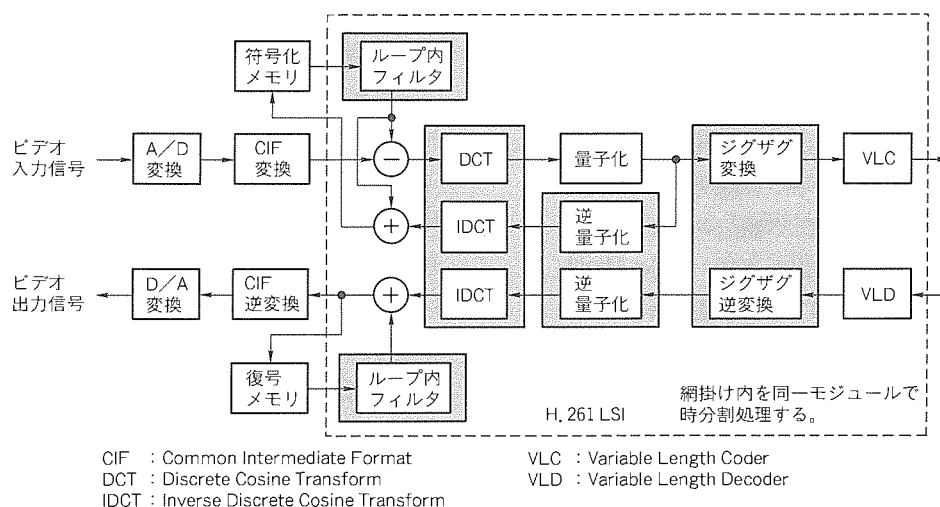 符号化
メモリ
ループ内
フィルタ
ビデオ
入力信号
A/D
変換
CIF
変換
−
DCT
量子化
ジグザグ
変換
VLC
+
IDCT
逆
量子化
ビデオ
出力信号
D/A
変換
CIF
逆変換
+
IDCT
逆
量子化
ジグザグ
逆変換
VLD
復号
メモリ
ループ内
フィルタ
H.261 LSI
網掛け内を同一モジュールで
時分割処理する。
CIF : Common Intermediate Format
DCT : Discrete Cosine Transform
IDCT : Inverse Discrete Cosine Transform
VLC : Variable Length Coder
VLD : Variable Length Decoder